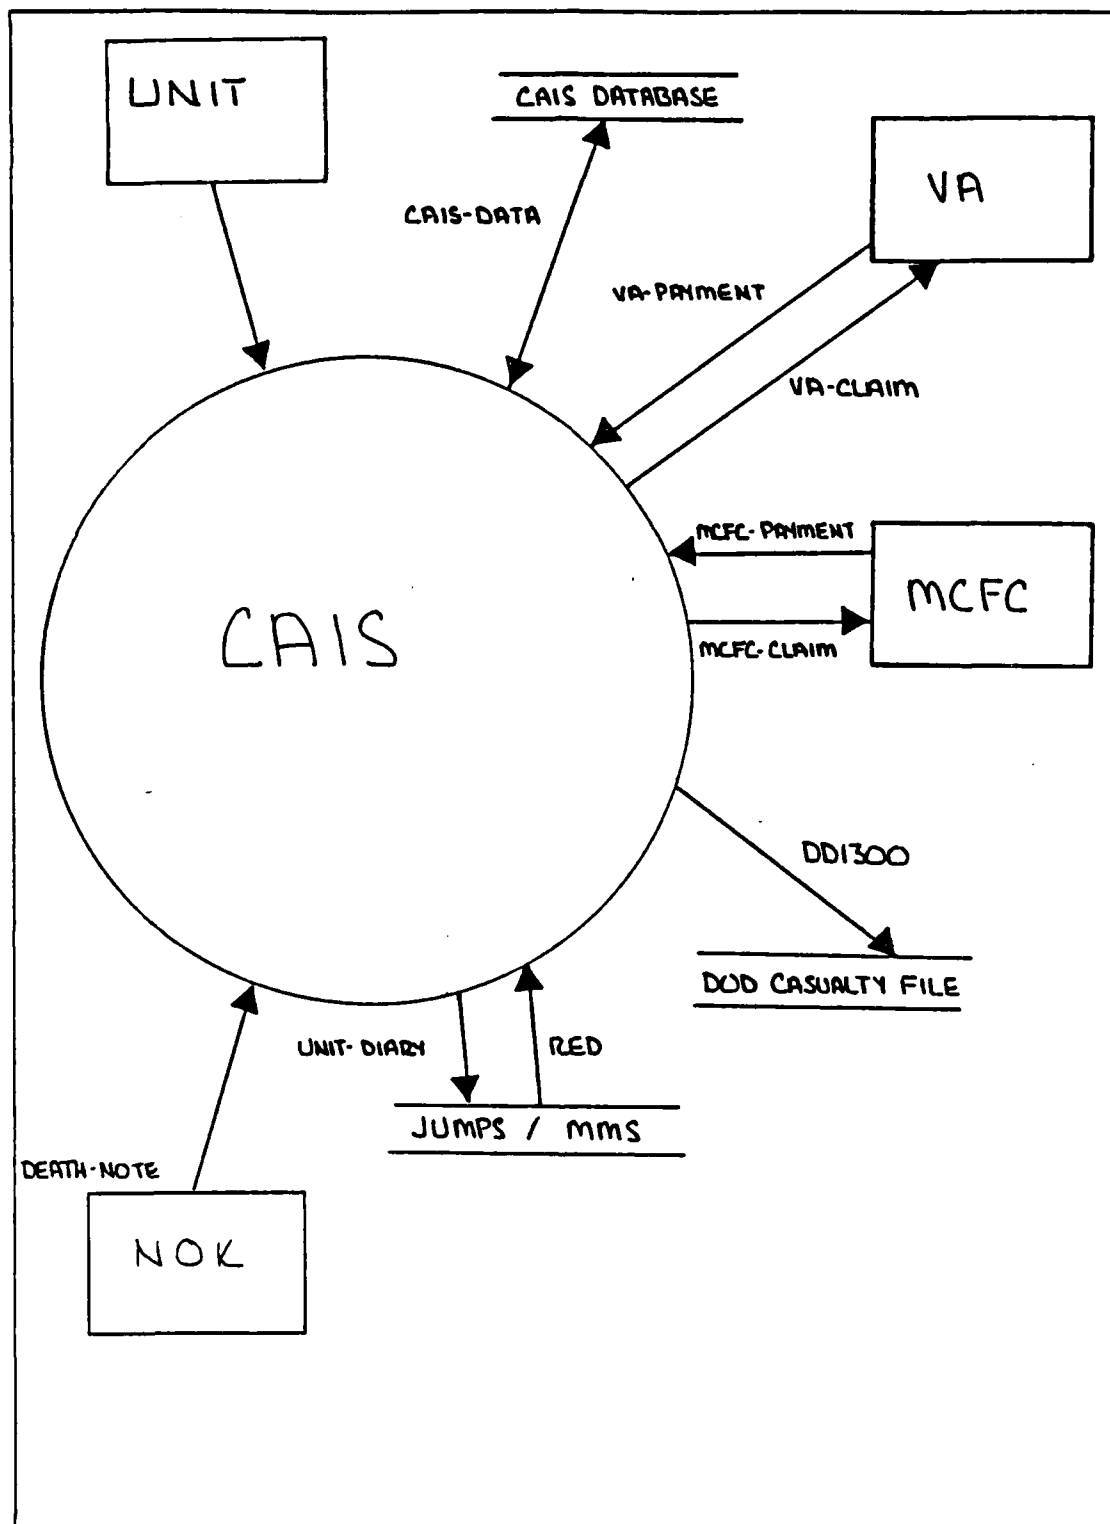 UNIT
CAIS DATABASE
VA
CAIS-DATA
VA-PAYMENT
VA-CLAIM
MCFC-PAYMENT
MCFC
CAIS
MCFC-CLAIM
DD1300
DOD CASUALTY FILE
UNIT-DIARY
RED
JUMPS / MMS
DEATH-NOTE
NOK